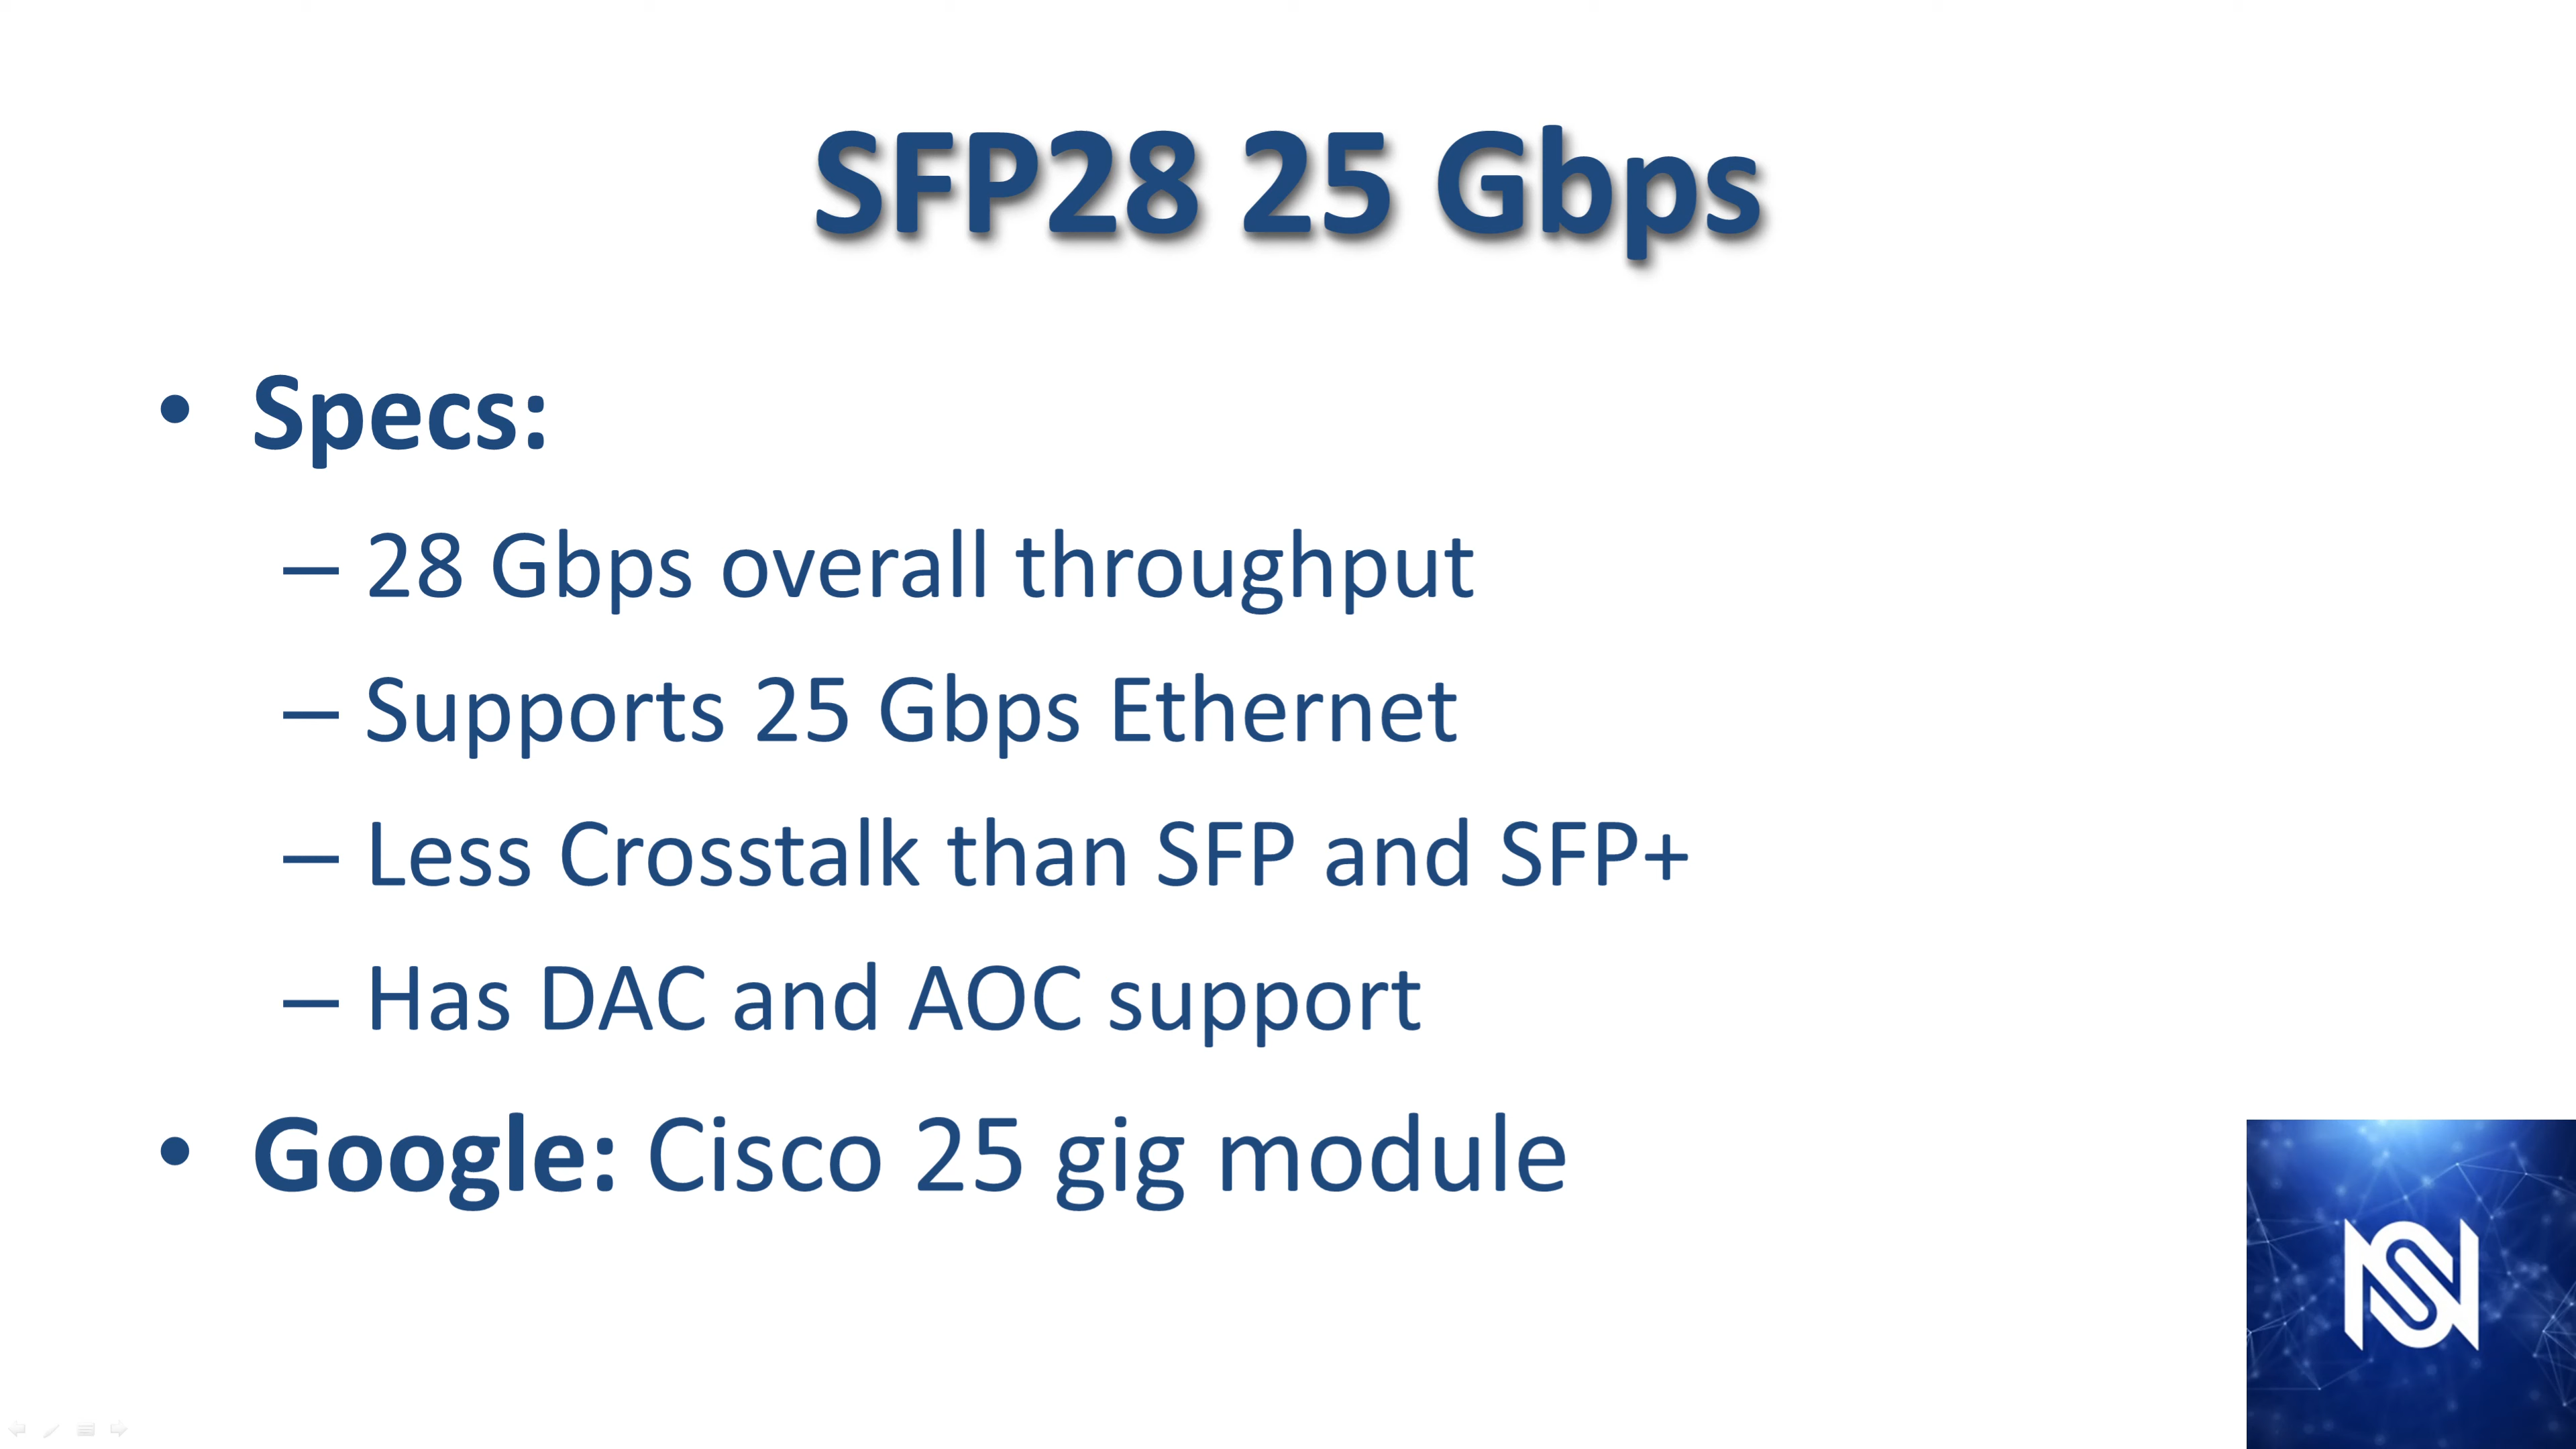 SFP28 25 Gbps
• Specs:
– 28 Gbps overall throughput
– Supports 25 Gbps Ethernet
– Less Crosstalk than SFP and SFP+
– Has DAC and AOC support
• Google: Cisco 25 gig module
NS